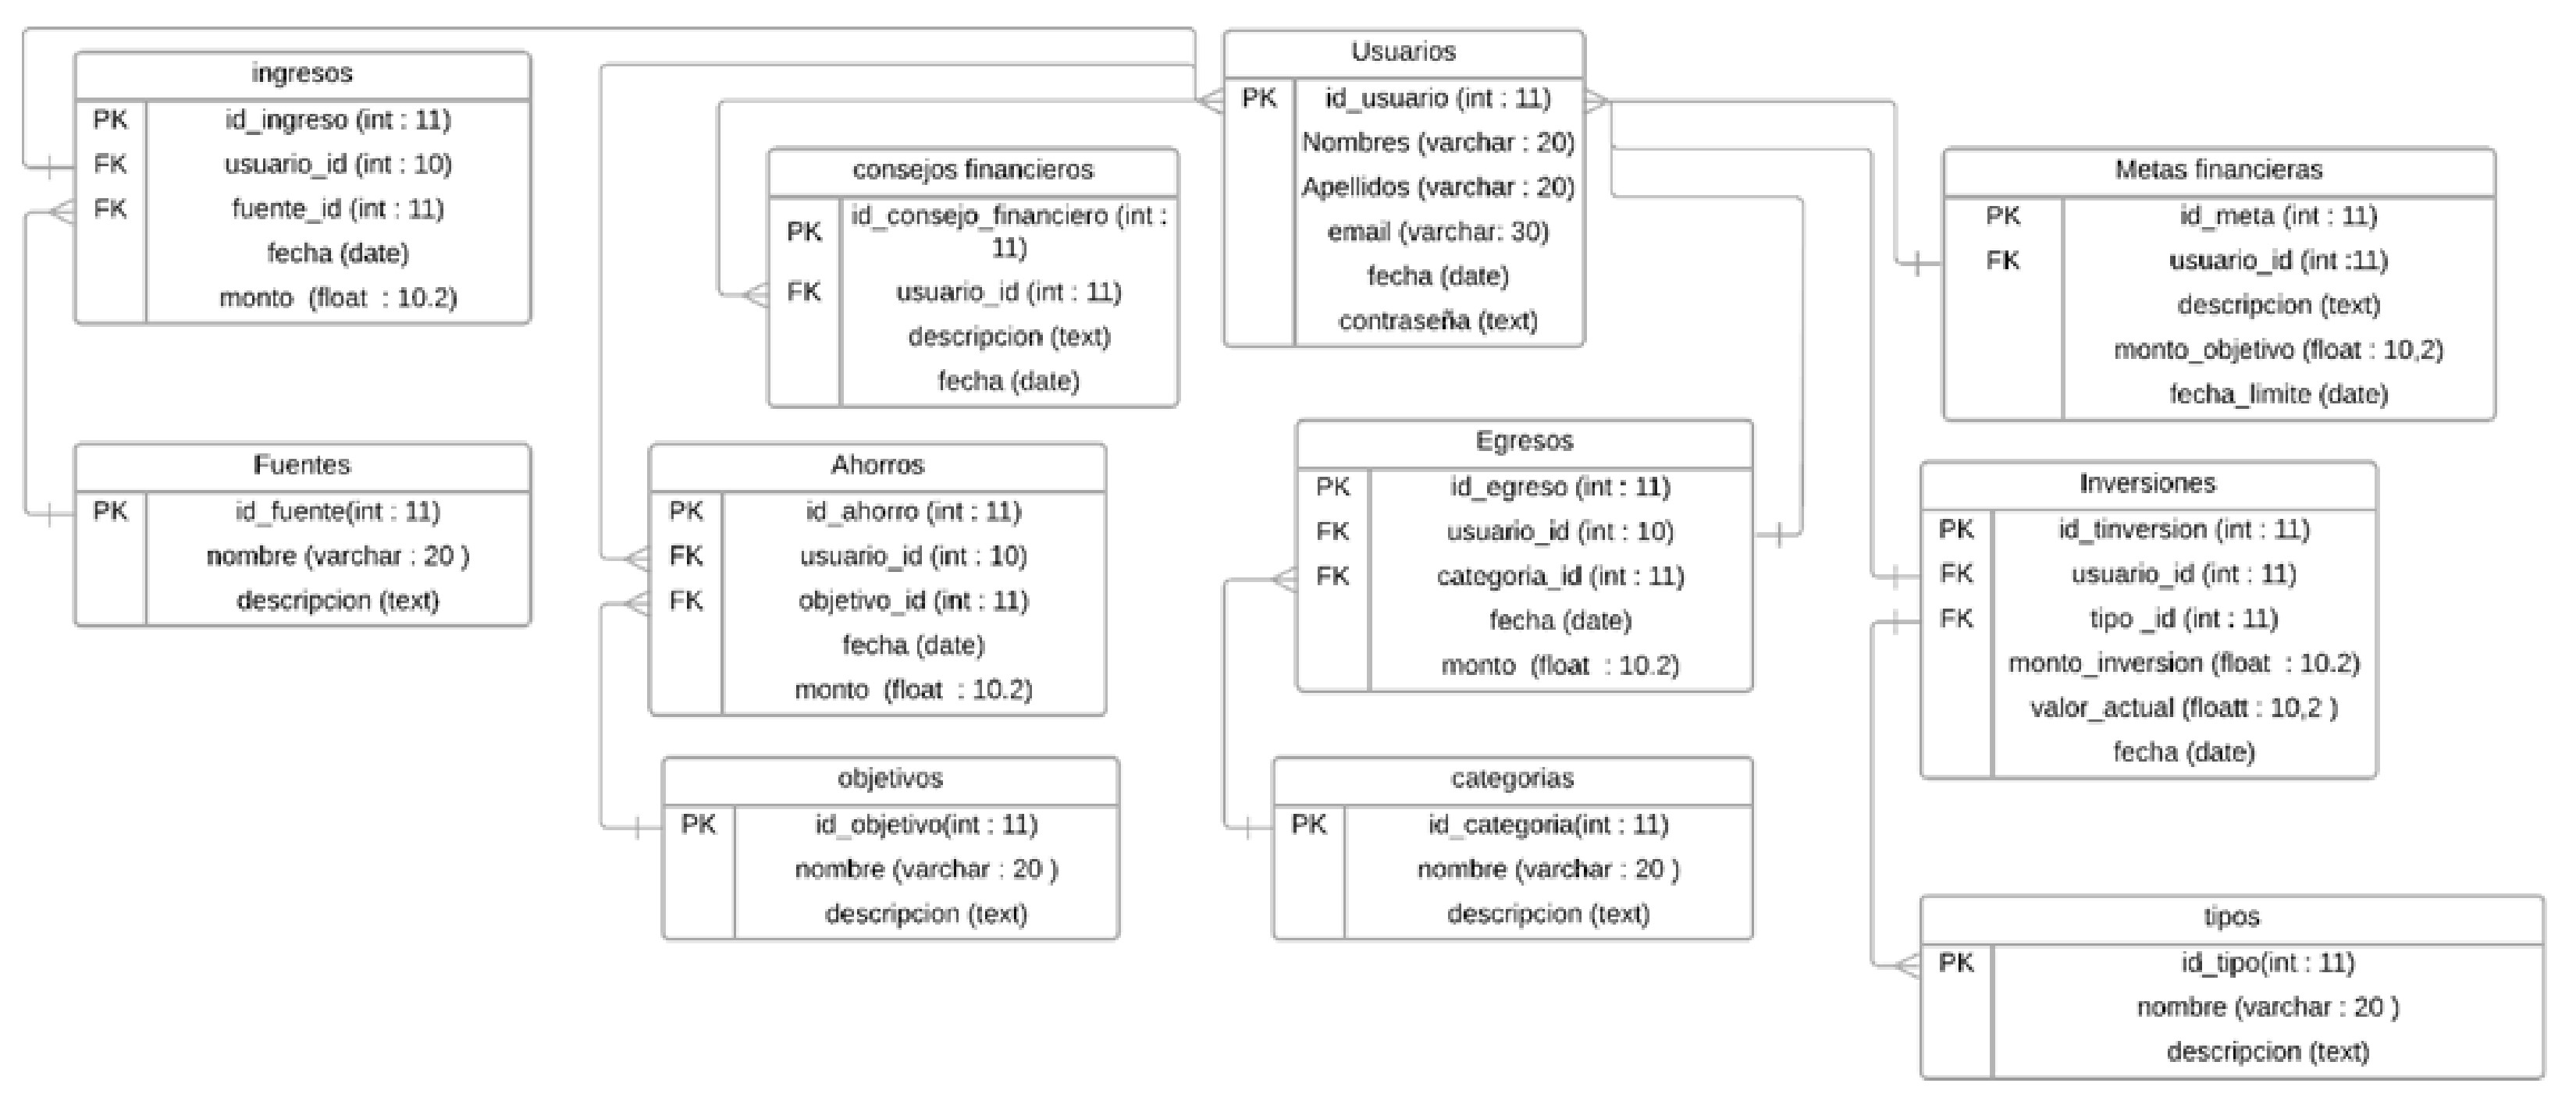 ingresos
PK id_ingreso (int : 11)
FK usuario_id (int : 10)
FK fuente_id (int : 11)
fecha (date)
monto (float : 10.2)
Fuentes
PK id_fuente(int : 11)
nombre (varchar : 20 )
descripcion (text)
consejos financieros
PK id_consejo_financiero (int :
11)
FK usuario_id (int : 11)
descripcion (text)
fecha (date)
Ahorros
PK id_ahorro (int : 11)
FK usuario_id (int : 10)
FK objetivo_id (int : 11)
fecha (date)
monto (float : 10.2)
objetivos
PK id_objetivo(int : 11)
nombre (varchar : 20 )
descripcion (text)
Usuarios
PK id_usuario (int : 11)
Nombres (varchar : 20)
Apellidos (varchar : 20)
email (varchar: 30)
fecha (date)
contraseña (text)
Egresos
PK id_egreso (int : 11)
FK usuario_id (int : 10)
FK categoria_id (int : 11)
fecha (date)
monto (float : 10.2)
categorias
PK id_categoria(int : 11)
nombre (varchar : 20 )
descripcion (text)
Metas financieras
PK id_meta (int : 11)
FK usuario_id (int :11)
descripcion (text)
monto_objetivo (float : 10,2)
fecha_limite (date)
Inversiones
PK id_tinversion (int : 11)
FK usuario_id (int : 11)
FK tipo _id (int : 11)
monto_inversion (float : 10.2)
valor_actual (floatt : 10,2 )
fecha (date)
tipos
PK id_tipo(int : 11)
nombre (varchar : 20 )
descripcion (text)